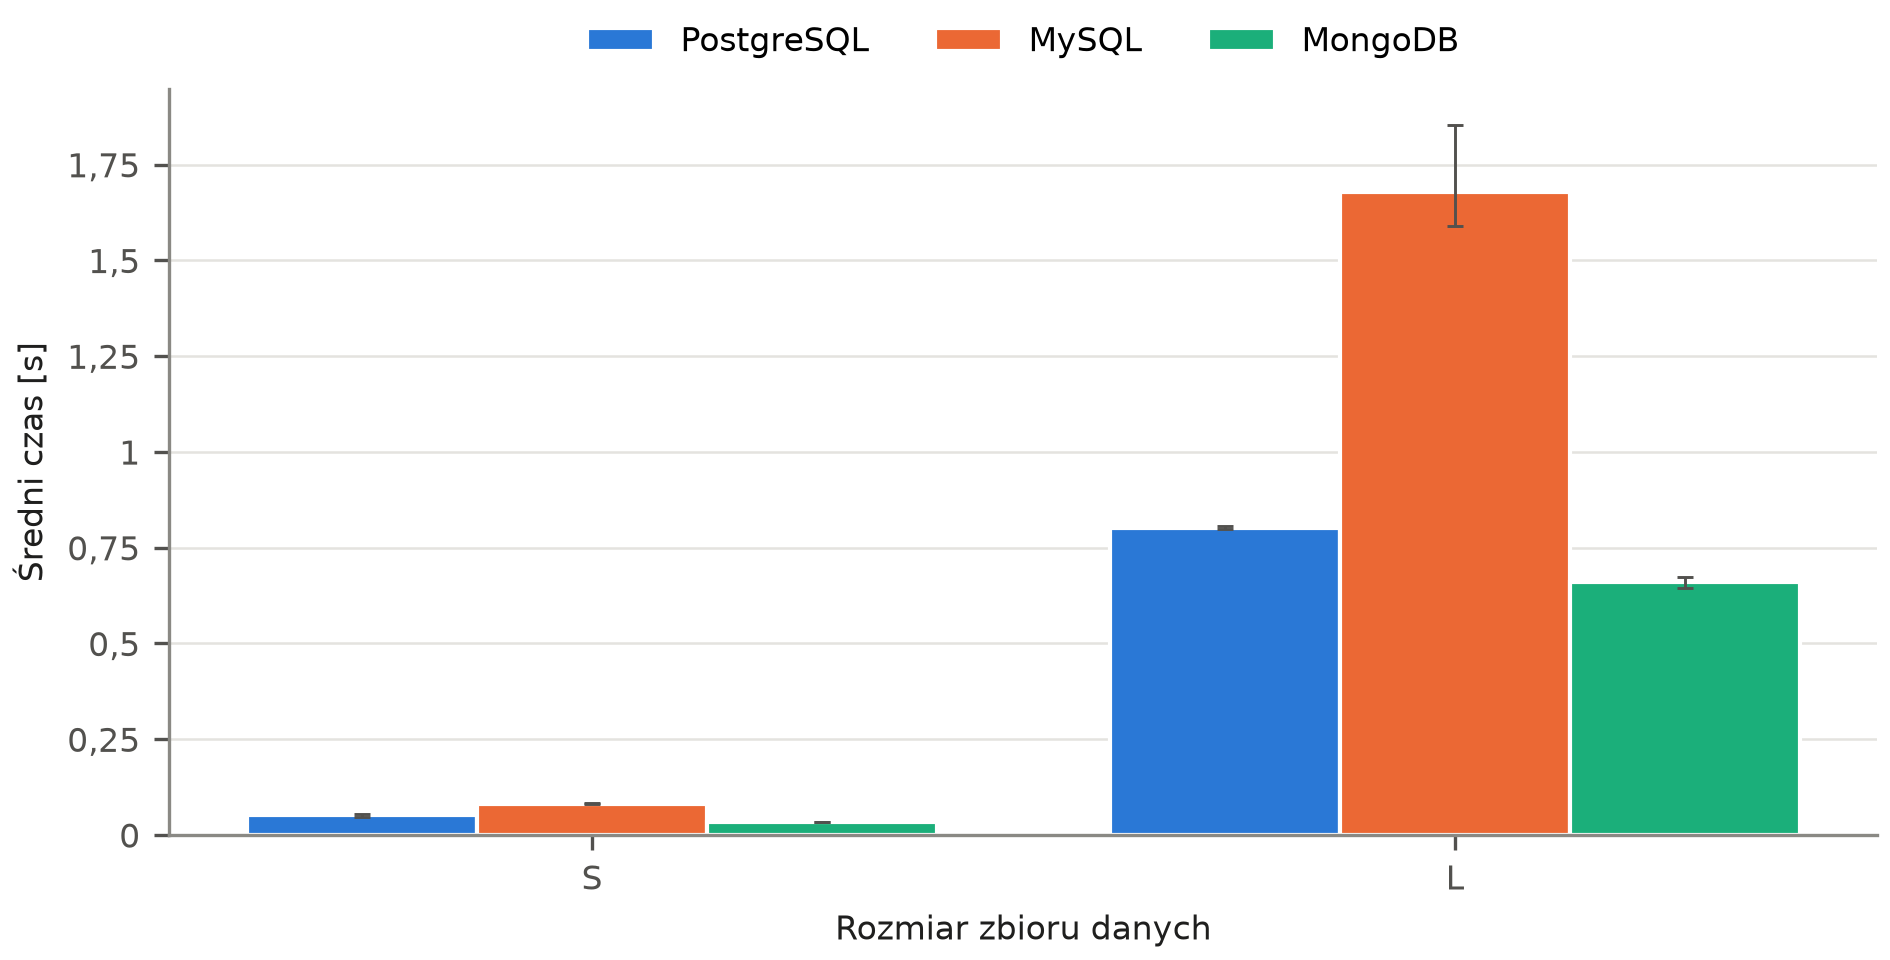 PostgreSQL MySQL MongoDB
Średni czas [s]
1,75
1,5
1,25
1
0,75
0,5
0,25
0
S L
Rozmiar zbioru danych